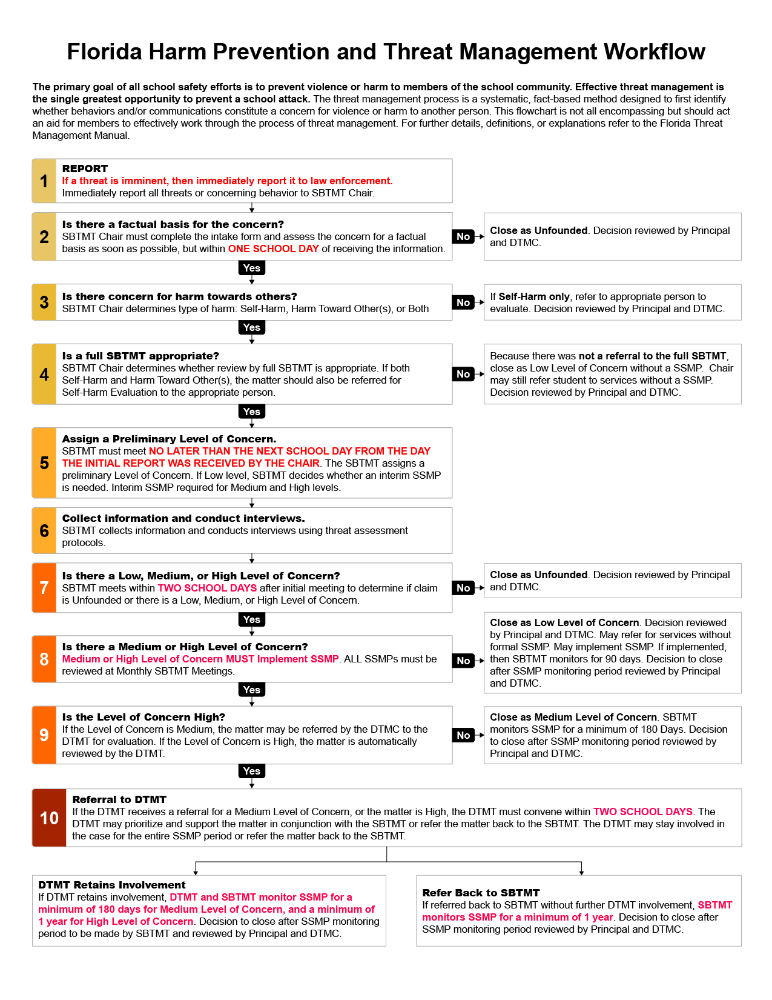 Florida Harm Prevention and Threat Management Workflow
The primary goal of all school safety efforts is to prevent violence or harm to members of the school community. Effective threat management is
the single greatest opportunity to prevent a school attack. The threat management process is a systematic, fact-based method designed to first identify
whether behaviors and/or communications constitute a concern for violence or harm to another person. This flowchart is not all encompassing but should act
an aid for members to effectively work through the process of threat management. For further details, definitions, or explanations refer to the Florida Threat
Management Manual.
1
REPORT
If a threat is imminent, then immediately report it to law enforcement.
Immediately report all threats or concerning behavior to SBTMT Chair.
2
Is there a factual basis for the concern?
SBTMT Chair must complete the intake form and assess the concern for a factual
basis as soon as possible, but within ONE SCHOOL DAY of receiving the information.
No
Close as Unfounded. Decision reviewed by Principal
and DTMC.
Yes
3
Is there concern for harm towards others?
SBTMT Chair determines type of harm: Self-Harm, Harm Toward Other(s), or Both
No
If Self-Harm only, refer to appropriate person to
evaluate. Decision reviewed by Principal and DTMC.
Yes
4
Is a full SBTMT appropriate?
SBTMT Chair determines whether review by full SBTMT is appropriate. If both
Self-Harm and Harm Toward Other(s), the matter should also be referred for
Self-Harm Evaluation to the appropriate person.
No
Because there was not a referral to the full SBTMT,
close as Low Level of Concern without a SSMP. Chair
may still refer student to services without a SSMP.
Decision reviewed by Principal and DTMC.
Yes
5
Assign a Preliminary Level of Concern.
SBTMT must meet NO LATER THAN THE NEXT SCHOOL DAY FROM THE DAY
THE INITIAL REPORT WAS RECEIVED BY THE CHAIR. The SBTMT assigns a
preliminary Level of Concern. If Low level, SBTMT decides whether an interim SSMP
is needed. Interim SSMP required for Medium and High levels.
6
Collect information and conduct interviews.
SBTMT collects information and conducts interviews using threat assessment
protocols.
7
Is there a Low, Medium, or High Level of Concern?
SBTMT meets within TWO SCHOOL DAYS after initial meeting to determine if claim
is Unfounded or there is a Low, Medium, or High Level of Concern.
No
Close as Unfounded. Decision reviewed by Principal
and DTMC.
Yes
8
Is there a Medium or High Level of Concern?
Medium or High Level of Concern MUST Implement SSMP. ALL SSMPs must be
reviewed at Monthly SBTMT Meetings.
No
Close as Low Level of Concern. Decision reviewed
by Principal and DTMC. May refer for services without
formal SSMP. May implement SSMP. If implemented,
then SBTMT monitors for 90 days. Decision to close
after SSMP monitoring period reviewed by Principal
and DTMC.
Yes
9
Is the Level of Concern High?
If the Level of Concern is Medium, the matter may be referred by the DTMC to the
DTMT for evaluation. If the Level of Concern is High, the matter is automatically
reviewed by the DTMT.
No
Close as Medium Level of Concern. SBTMT
monitors SSMP for a minimum of 180 Days. Decision
to close after SSMP monitoring period reviewed by
Principal and DTMC.
Yes
10
Referral to DTMT
If the DTMT receives a referral for a Medium Level of Concern, or the matter is High, the DTMT must convene within TWO SCHOOL DAYS. The
DTMT may prioritize and support the matter in conjunction with the SBTMT or refer the matter back to the SBTMT. The DTMT may stay involved in
the case for the entire SSMP period or refer the matter back to the SBTMT.
DTMT Retains Involvement
If DTMT retains involvement, DTMT and SBTMT monitor SSMP for a
minimum of 180 days for Medium Level of Concern, and a minimum of
1 year for High Level of Concern. Decision to close after SSMP monitoring
period to be made by SBTMT and reviewed by Principal and DTMC.
Refer Back to SBTMT
If referred back to SBTMT without further DTMT involvement, SBTMT
monitors SSMP for a minimum of 1 year. Decision to close after
SSMP monitoring period reviewed by Principal and DTMC.